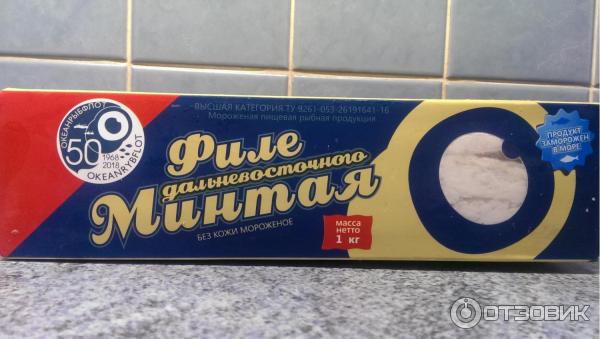 ОКЕАНРЫБФЛОТ
50
1968
2018
OKEANRYBFLOT
ВЫСШАЯ КАТЕГОРИЯ ТУ 9261-053-26191641-16
Мороженая пищевая рыбная продукция
Филе
дальневосточного
Минтая
БЕЗ КОЖИ МОРОЖЕНОЕ
масса
нетто
1 кг
ПРОДУКТ
ЗАМОРОЖЕН
В МОРЕ
ОТЗОВИК